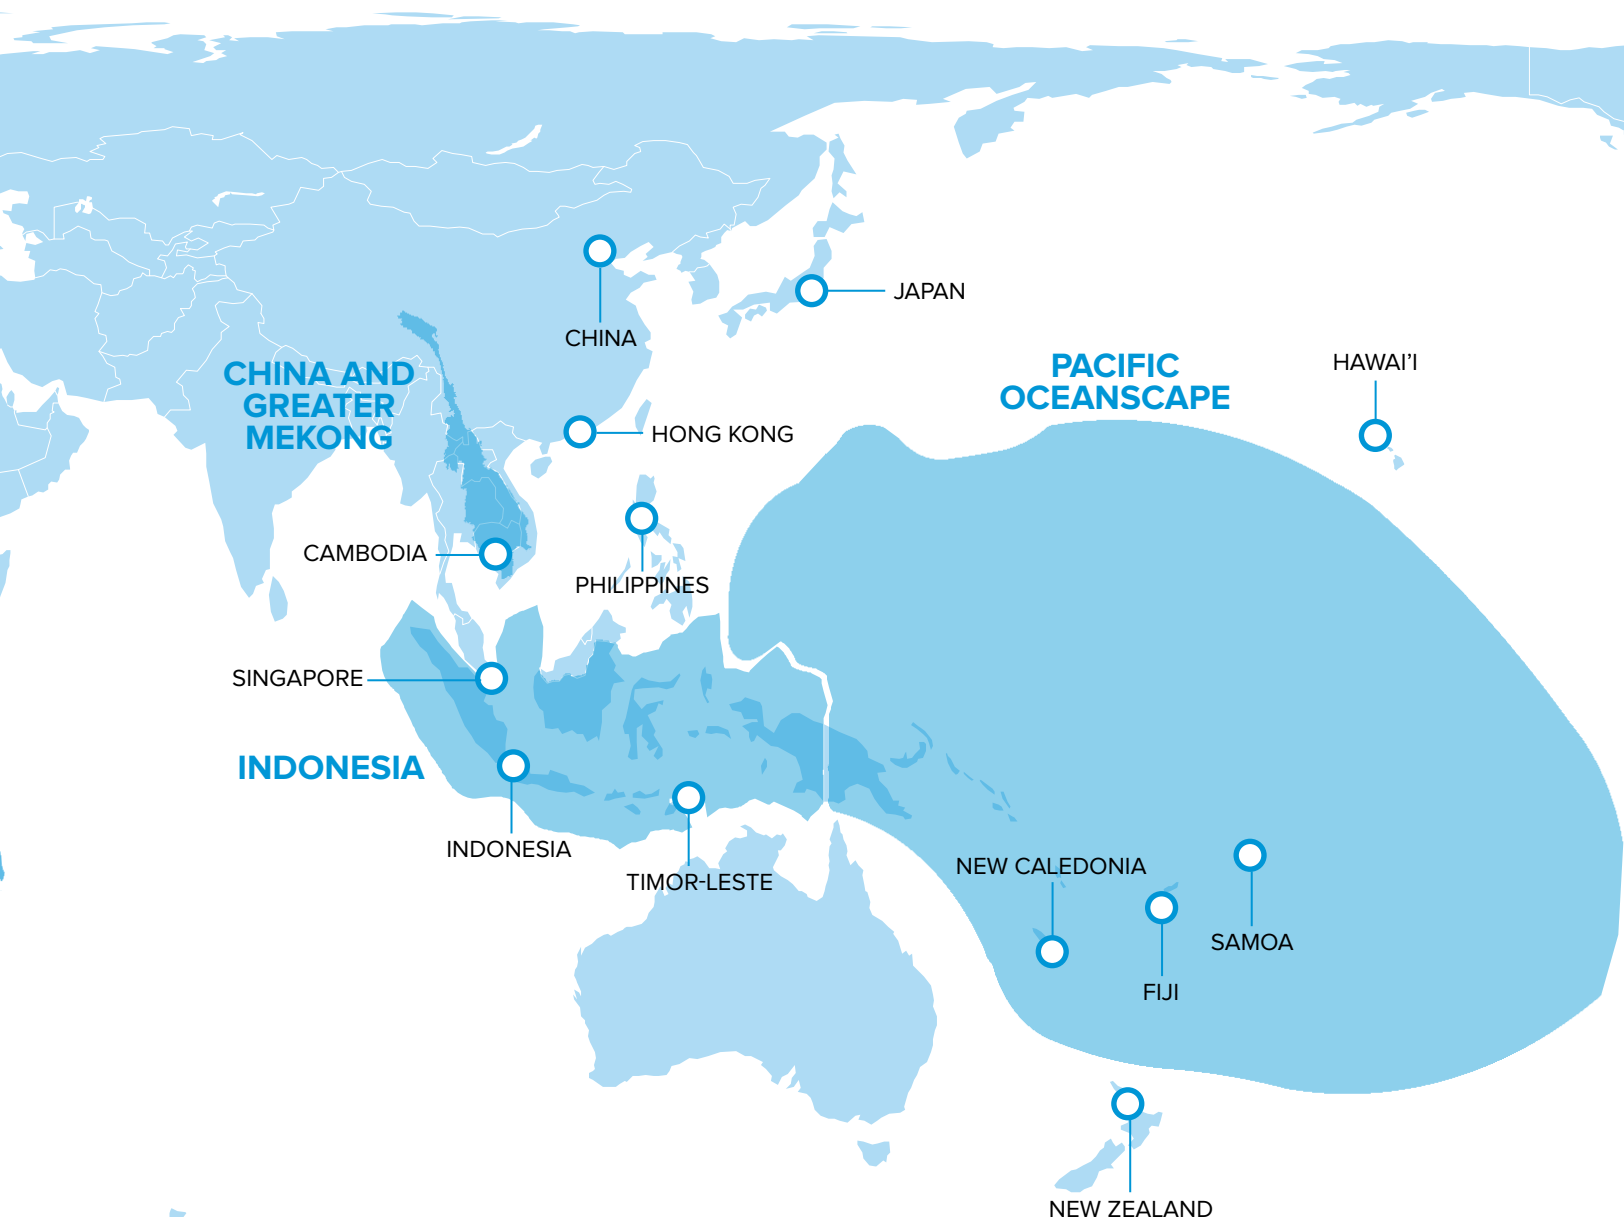 CHINA
JAPAN
CHINA AND
GREATER
MEKONG
PACIFIC
OCEANSCAPE
HAWAI’I
HONG KONG
CAMBODIA
PHILIPPINES
SINGAPORE
INDONESIA
INDONESIA
TIMOR-LESTE
NEW CALEDONIA
SAMOA
FIJI
NEW ZEALAND